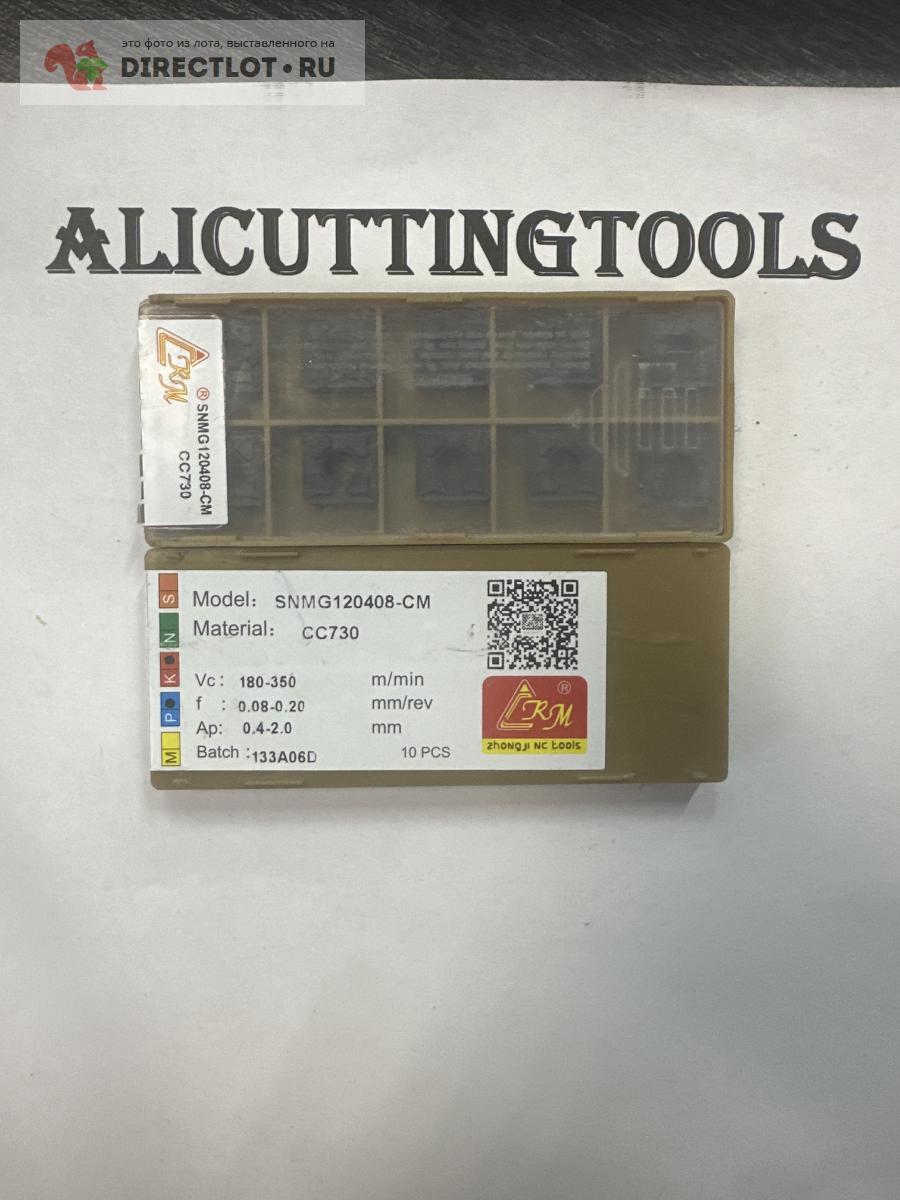 это фото из лота, выставленного на
DIRECTLOT.RU
ALICUTTINGTOOLS
RM
® SNMG120408-CM
CC730
S
N
K
P
M
Model: SNMG120408-CM
Material: CC730
Vc: 180-350 m/min
f : 0.08-0.20 mm/rev
Ap: 0.4-2.0 mm
Batch :133A06D 10 PCS
RM ®
zhongji NC tools